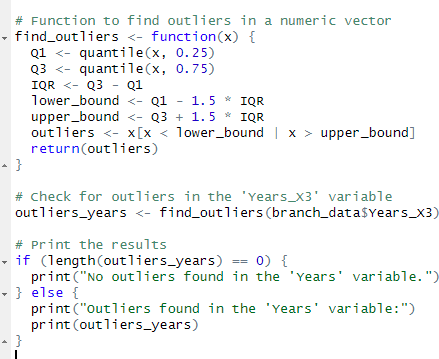 # Function to find outliers in a numeric vector
find_outliers <- function(x) {
  Q1 <- quantile(x, 0.25)
  Q3 <- quantile(x, 0.75)
  IQR <- Q3 - Q1
  lower_bound <- Q1 - 1.5 * IQR
  upper_bound <- Q3 + 1.5 * IQR
  outliers <- x[x < lower_bound | x > upper_bound]
  return(outliers)
}
# Check for outliers in the 'Years_X3' variable
outliers_years <- find_outliers(branch_data$Years_X3)
# Print the results
if (length(outliers_years) == 0) {
  print("No outliers found in the 'Years' variable.")
} else {
  print("Outliers found in the 'Years' variable:")
  print(outliers_years)
}